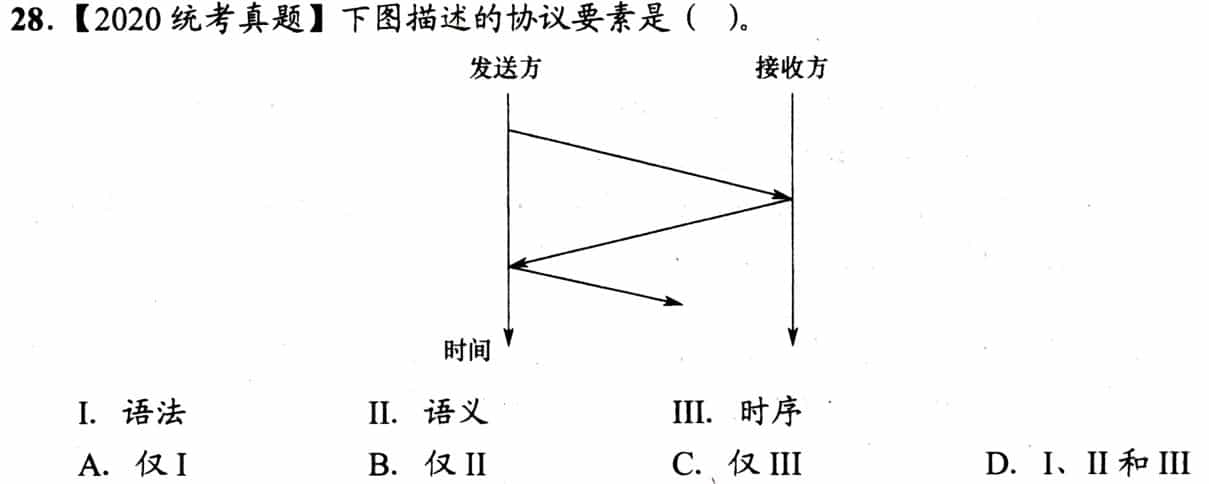 28.【2020 统考真题】下图描述的协议要素是（ ）。
发送方 接收方
时间
I. 语法 II. 语义 III. 时序
A. 仅 I B. 仅 II C. 仅 III D. I、II 和 III